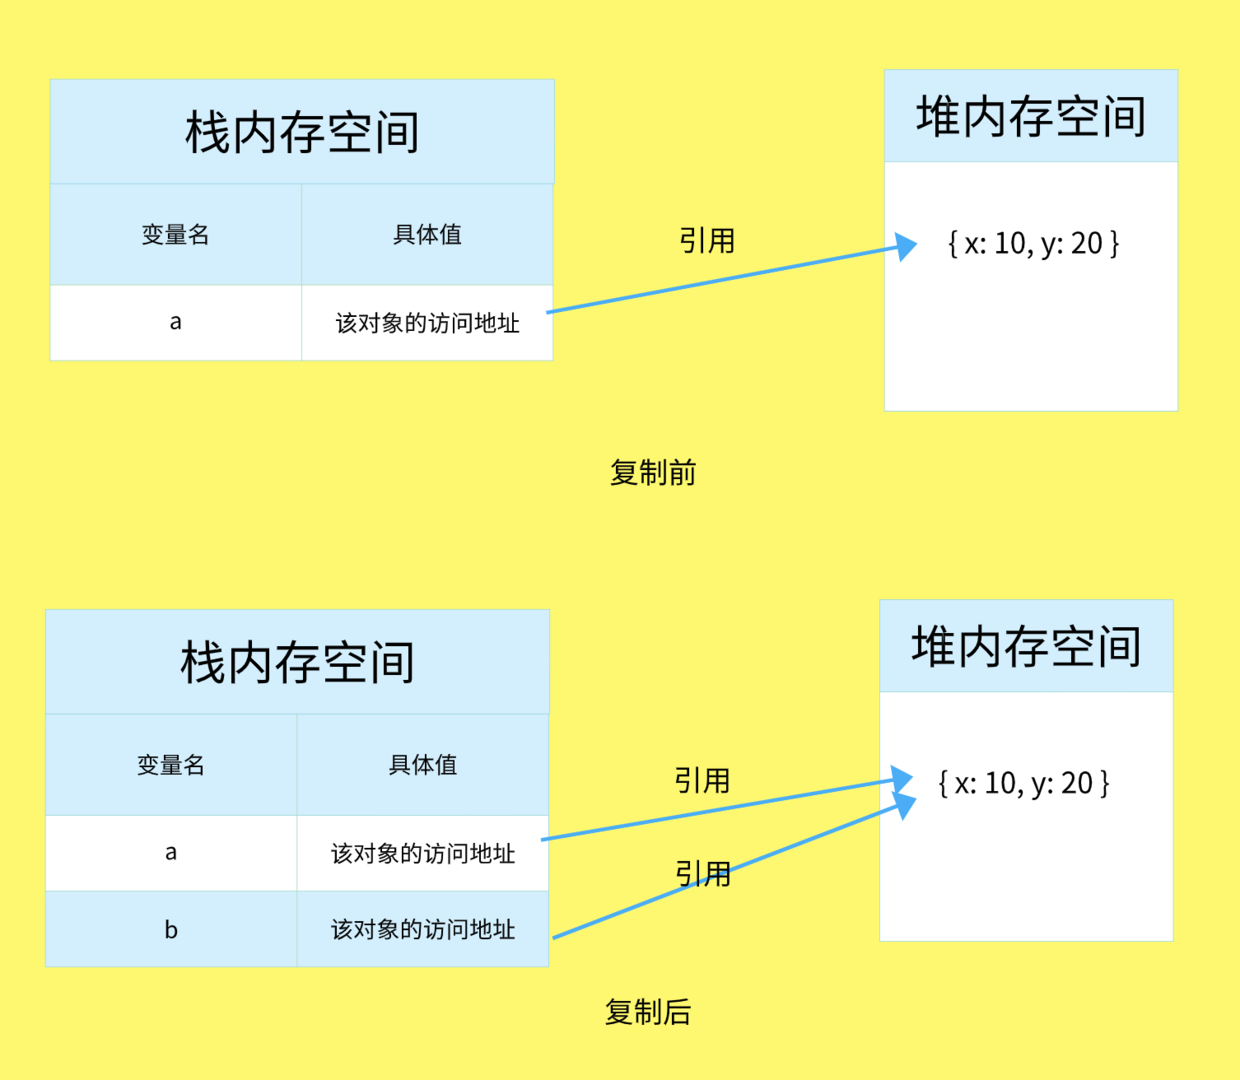 栈内存空间
堆内存空间
变量名
具体值
引用
{ x: 10, y: 20 }
a
该对象的访问地址
复制前
栈内存空间
堆内存空间
变量名
具体值
引用
{ x: 10, y: 20 }
a
该对象的访问地址
引用
b
该对象的访问地址
复制后